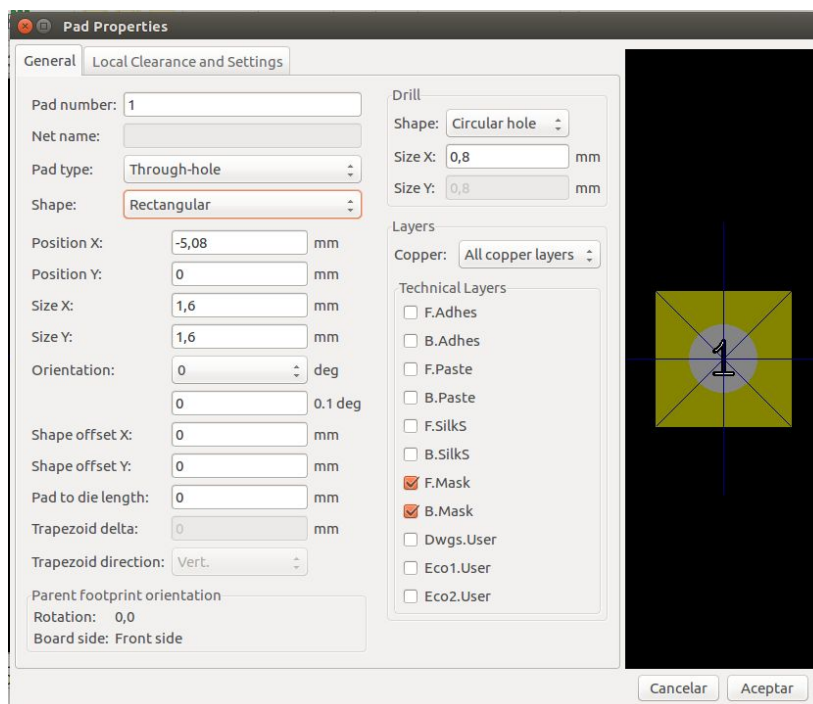 Pad Properties
General
Local Clearance and Settings
Pad number: 1
Net name:
Pad type: Through-hole
Shape: Rectangular
Position X: -5,08 mm
Position Y: 0 mm
Size X: 1,6 mm
Size Y: 1,6 mm
Orientation: 0 deg
0 0.1 deg
Shape offset X: 0 mm
Shape offset Y: 0 mm
Pad to die length: 0 mm
Trapezoid delta: 0 mm
Trapezoid direction: Vert.
Parent footprint orientation
Rotation: 0,0
Board side: Front side
Drill
Shape: Circular hole
Size X: 0,8 mm
Size Y: 0,8 mm
Layers
Copper: All copper layers
Technical Layers
F.Adhes
B.Adhes
F.Paste
B.Paste
F.SilkS
B.SilkS
F.Mask
B.Mask
Dwgs.User
Eco1.User
Eco2.User
1
Cancelar
Aceptar